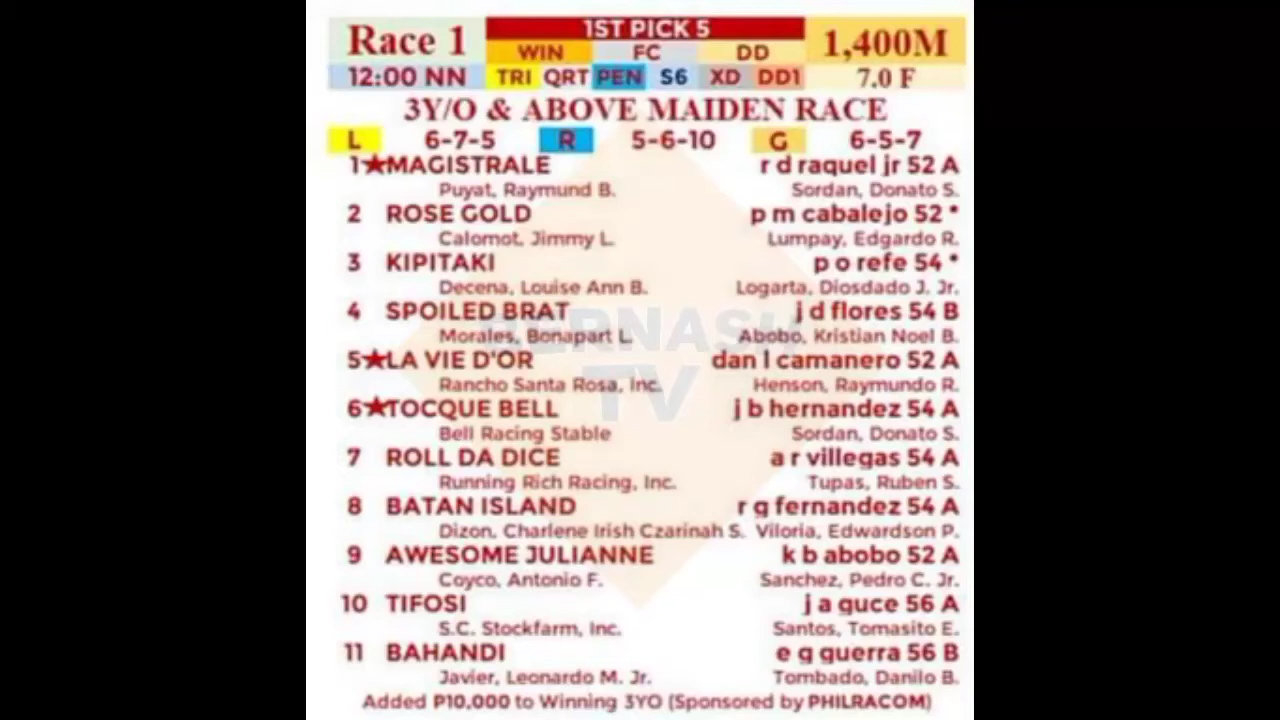 Race 1 1ST PICK 5 1,400M
WIN FC DD
12:00 NN TRI QRT PEN S6 XD DD1 7.0 F
3Y/O & ABOVE MAIDEN RACE
L 6-7-5 R 5-6-10 G 6-5-7
1★MAGISTRALE r d raquel jr 52 A
Puyat, Raymund B. Sordan, Donato S.
2 ROSE GOLD p m cabalejo 52 *
Calomot, Jimmy L. Lumpay, Edgardo R.
3 KIPITAKI p o refe 54 *
Decena, Louise Ann B. Logarta, Diosdado J. Jr.
4 SPOILED BRAT j d flores 54 B
Morales, Bonapart L. Abobo, Kristian Noel B.
5★LA VIE D'OR dan l camanero 52 A
Rancho Santa Rosa, Inc. Henson, Raymundo R.
6★TOCQUE BELL j b hernandez 54 A
Bell Racing Stable Sordan, Donato S.
7 ROLL DA DICE a r villegas 54 A
Running Rich Racing, Inc. Tupas, Ruben S.
8 BATAN ISLAND r g fernandez 54 A
Dizon, Charlene Irish Czarinah S. Viloria, Edwardson P.
9 AWESOME JULIANNE k b abobo 52 A
Coyco, Antonio F. Sanchez, Pedro C. Jr.
10 TIFOSI j a guce 56 A
S.C. Stockfarm, Inc. Santos, Tomasito E.
11 BAHANDI e g guerra 56 B
Javier, Leonardo M. Jr. Tombado, Danilo B.
Added P10,000 to Winning 3YO (Sponsored by PHILRACOM)
BERNASH
TV